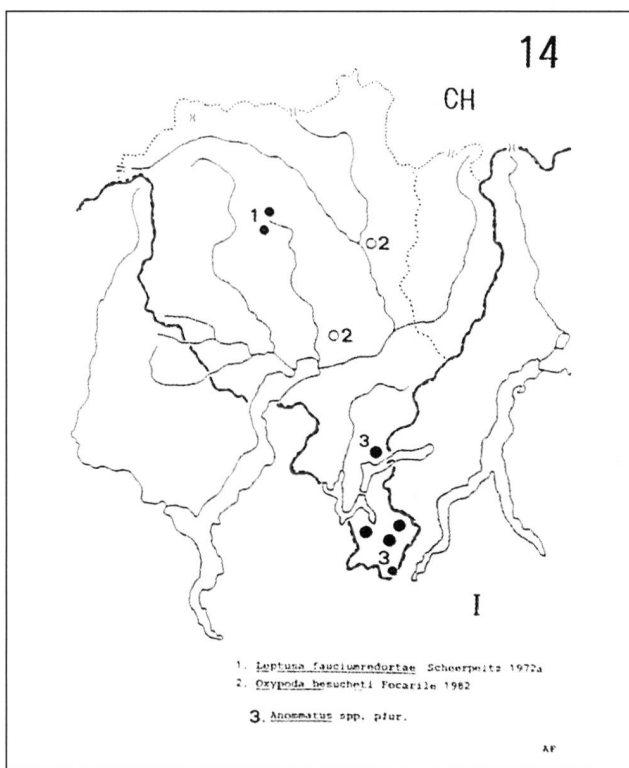 14
CH
1
2
2
3
3
I
1. Leptusa fauciumredortae Scheerpeltz 1972a
2. Oxypoda besucheti Focarile 1982
3. Anommatus spp. plur.
AF